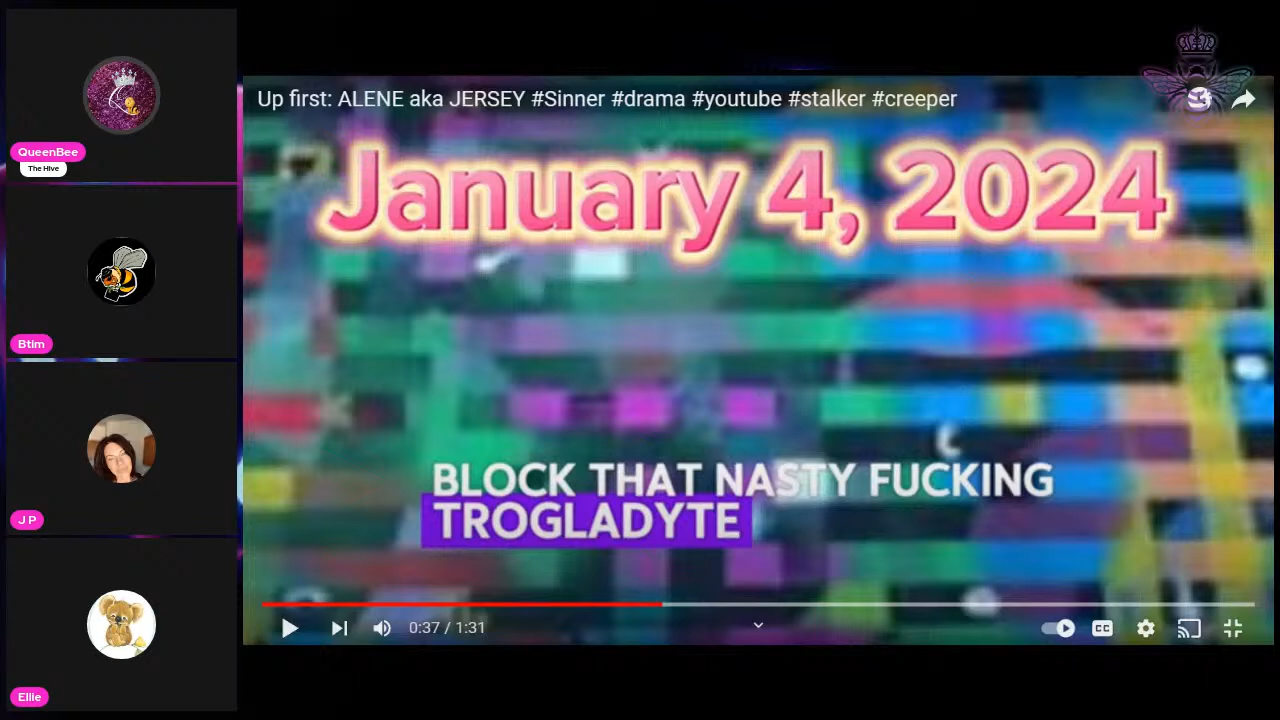 QueenBee
The Hive
Btim
J P
Ellie
Up first: ALENE aka JERSEY #Sinner #drama #youtube #stalker #creeper
January 4, 2024
BLOCK THAT NASTY FUCKING
TROGLADYTE
0:37 / 1:31
CC